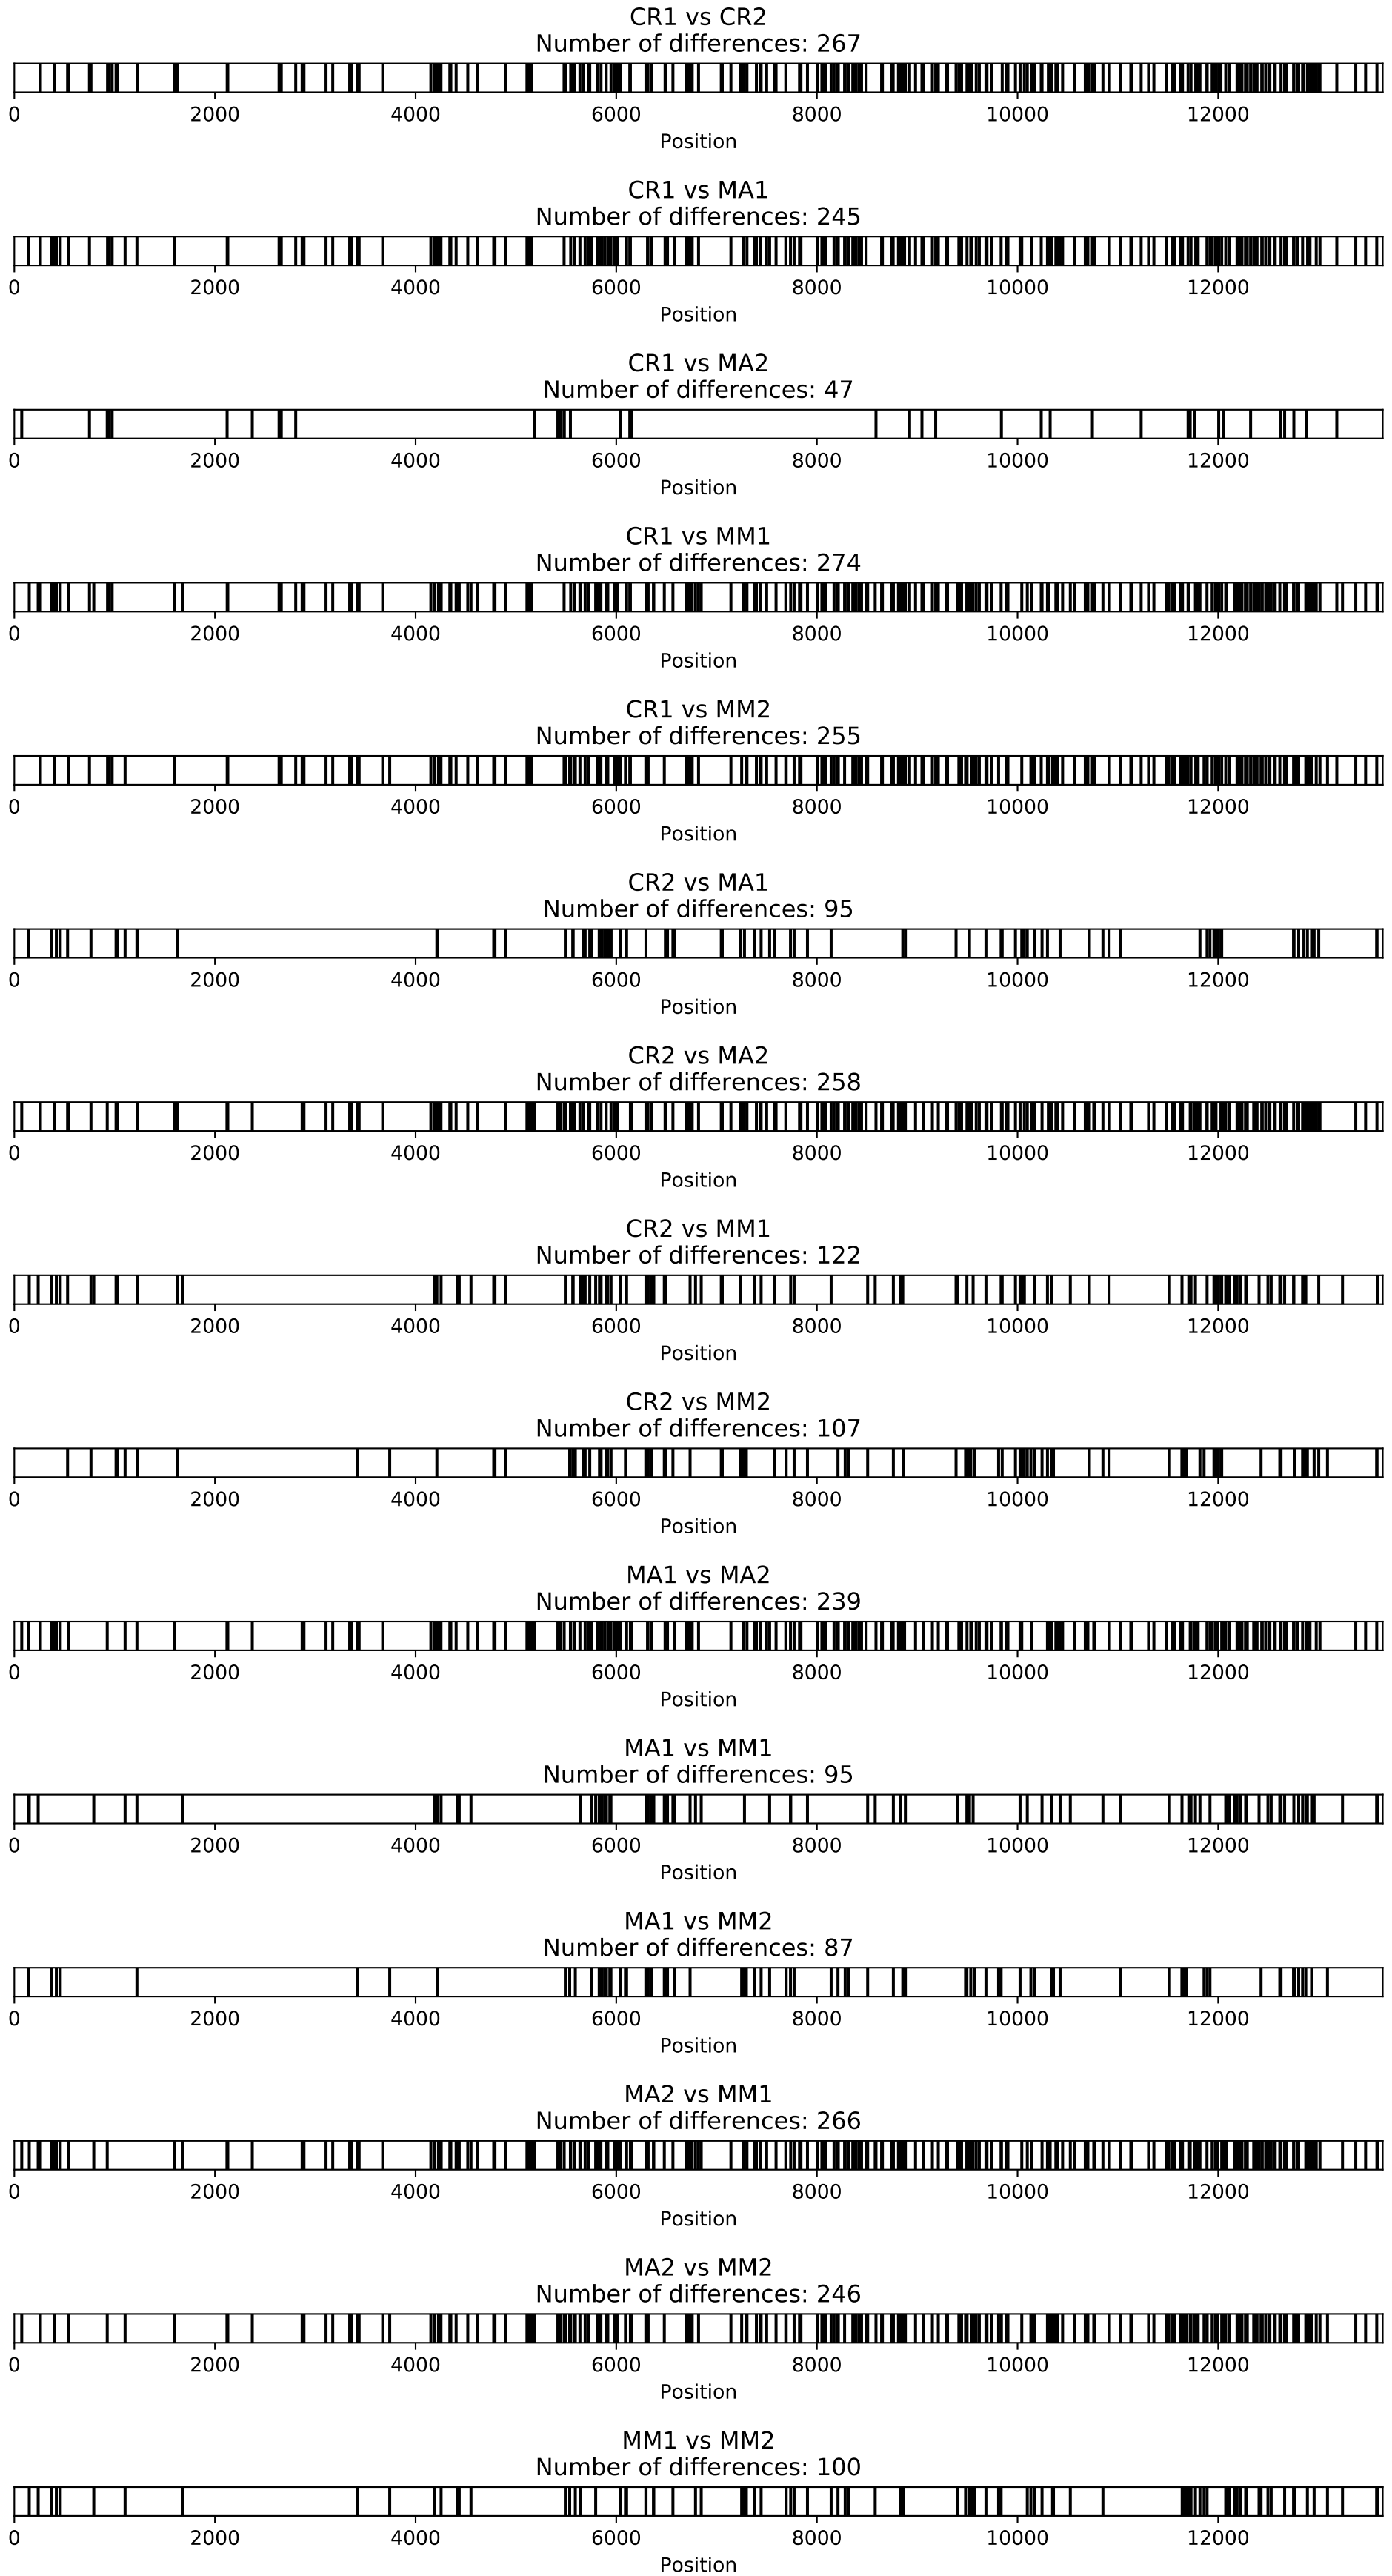 CR1 vs CR2
Number of differences: 267
0 2000 4000 6000 8000 10000 12000
Position
CR1 vs MA1
Number of differences: 245
0 2000 4000 6000 8000 10000 12000
Position
CR1 vs MA2
Number of differences: 47
0 2000 4000 6000 8000 10000 12000
Position
CR1 vs MM1
Number of differences: 274
0 2000 4000 6000 8000 10000 12000
Position
CR1 vs MM2
Number of differences: 255
0 2000 4000 6000 8000 10000 12000
Position
CR2 vs MA1
Number of differences: 95
0 2000 4000 6000 8000 10000 12000
Position
CR2 vs MA2
Number of differences: 258
0 2000 4000 6000 8000 10000 12000
Position
CR2 vs MM1
Number of differences: 122
0 2000 4000 6000 8000 10000 12000
Position
CR2 vs MM2
Number of differences: 107
0 2000 4000 6000 8000 10000 12000
Position
MA1 vs MA2
Number of differences: 239
0 2000 4000 6000 8000 10000 12000
Position
MA1 vs MM1
Number of differences: 95
0 2000 4000 6000 8000 10000 12000
Position
MA1 vs MM2
Number of differences: 87
0 2000 4000 6000 8000 10000 12000
Position
MA2 vs MM1
Number of differences: 266
0 2000 4000 6000 8000 10000 12000
Position
MA2 vs MM2
Number of differences: 246
0 2000 4000 6000 8000 10000 12000
Position
MM1 vs MM2
Number of differences: 100
0 2000 4000 6000 8000 10000 12000
Position